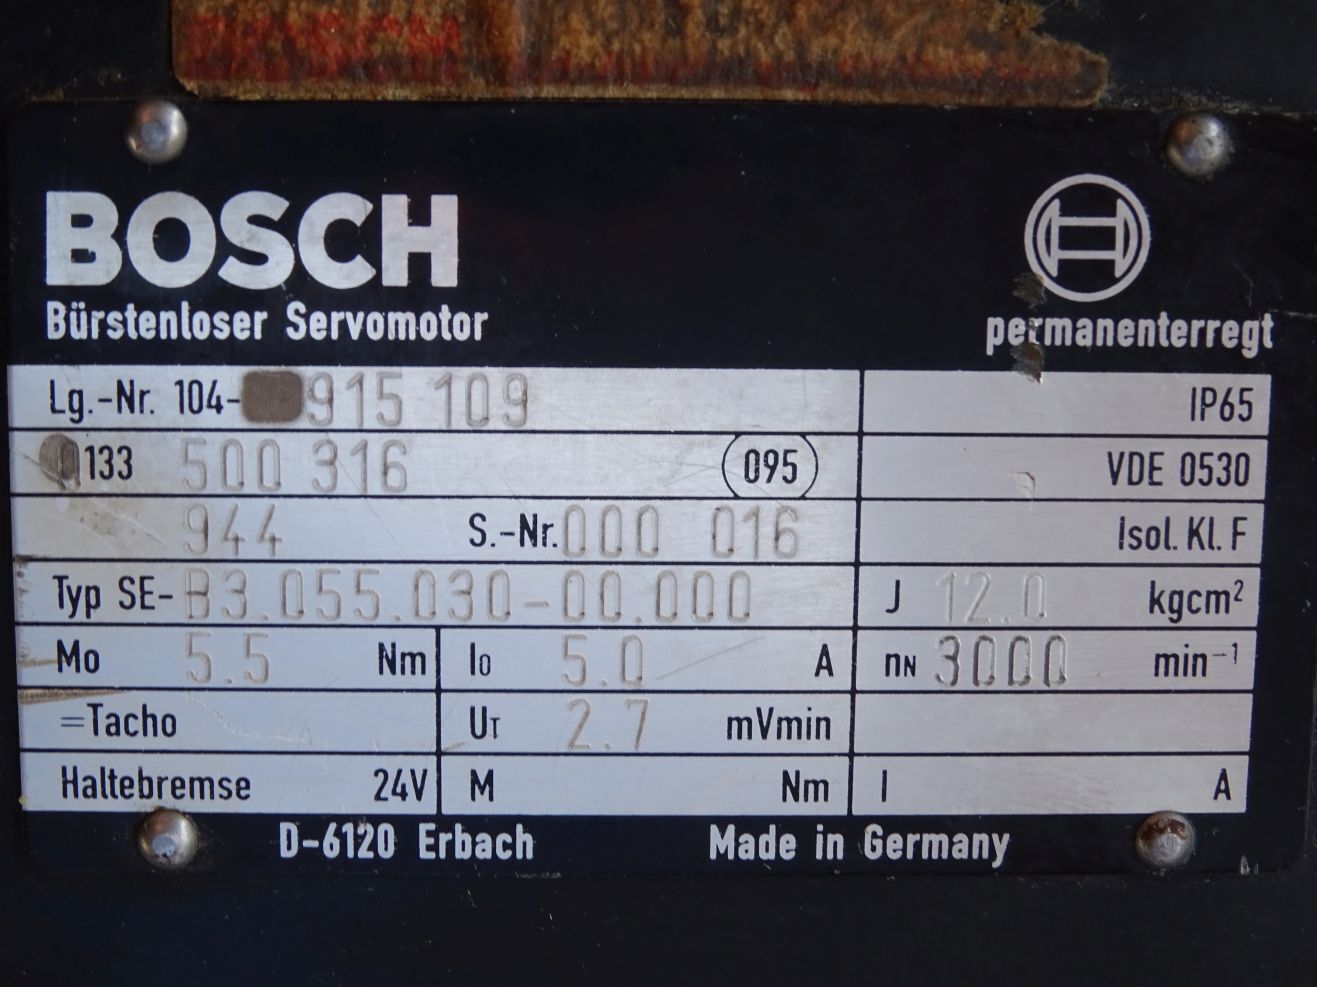 BOSCH
Bürstenloser Servomotor
permanenterregt
Lg.-Nr. 104- 915 109 IP65
0133 500 316 095 VDE 0530
944 S.-Nr. 000 016 Isol. Kl. F
Typ SE-B3.055.030-00.000 J 12.0 kgcm²
Mo 5.5 Nm I0 5.0 A nN 3000 min⁻¹
=Tacho UT 2.7 mVmin
Haltebremse 24V M Nm I A
D-6120 Erbach Made in Germany